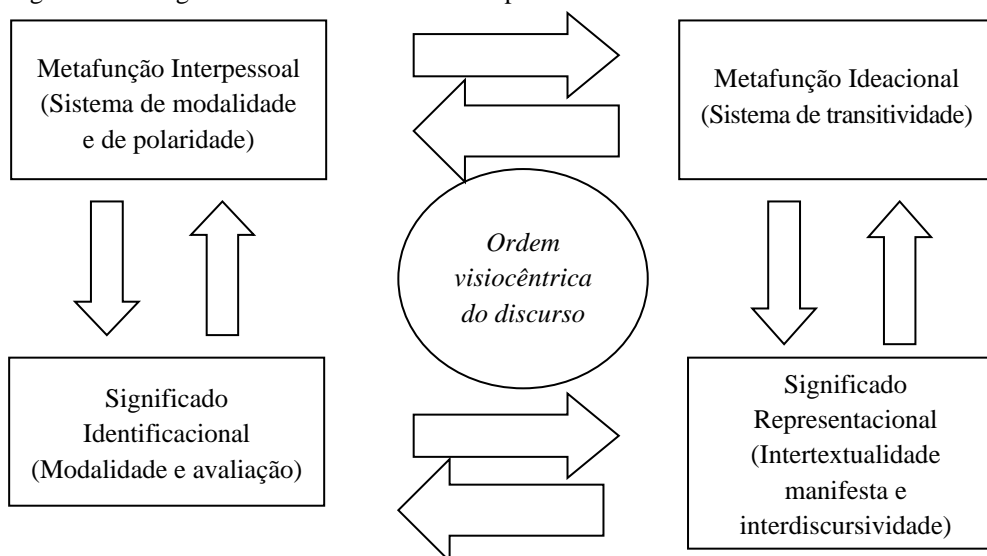 Metafunção Interpessoal
(Sistema de modalidade
e de polaridade)
Metafunção Ideacional
(Sistema de transitividade)
Ordem
visiocêntrica
do discurso
Significado
Identificacional
(Modalidade e avaliação)
Significado
Representacional
(Intertextualidade
manifesta e
interdiscursividade)